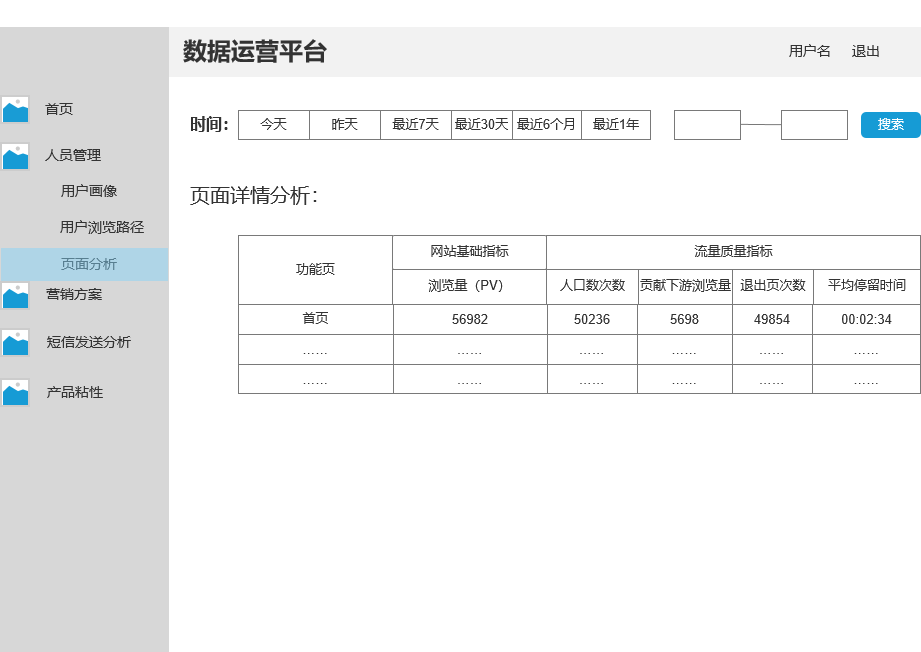 数据运营平台
用户名 退出
首页
人员管理
用户画像
用户浏览路径
页面分析
营销方案
短信发送分析
产品粘性
时间： 今天 昨天 最近7天 最近30天 最近6个月 最近1年 搜索
页面详情分析：
功能页 网站基础指标 流量质量指标
浏览量（PV） 人口数次数 贡献下游浏览量 退出页次数 平均停留时间
首页 56982 50236 5698 49854 00:02:34
…… …… …… …… …… ……
…… …… …… …… …… ……